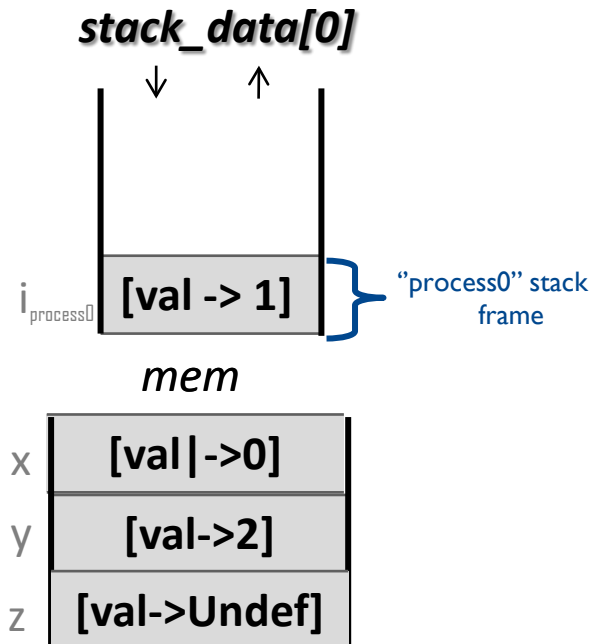 stack_data[0]
i process0 [val -> 1] “process0” stack
frame
mem
x [val|->0]
y [val->2]
z [val->Undef]